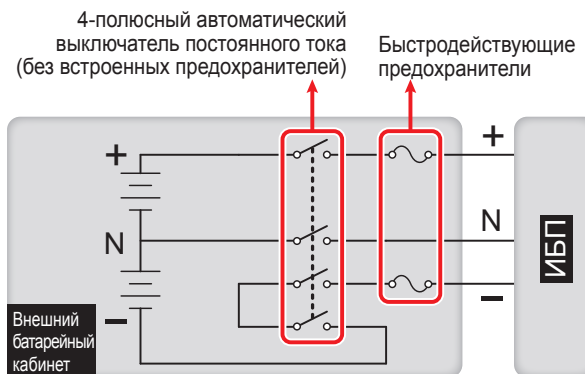 4-полюсный автоматический
выключатель постоянного тока
(без встроенных предохранителей)
Быстродействующие
предохранители
+
+
N
N
ИБП
–
–
Внешний
батарейный
кабинет